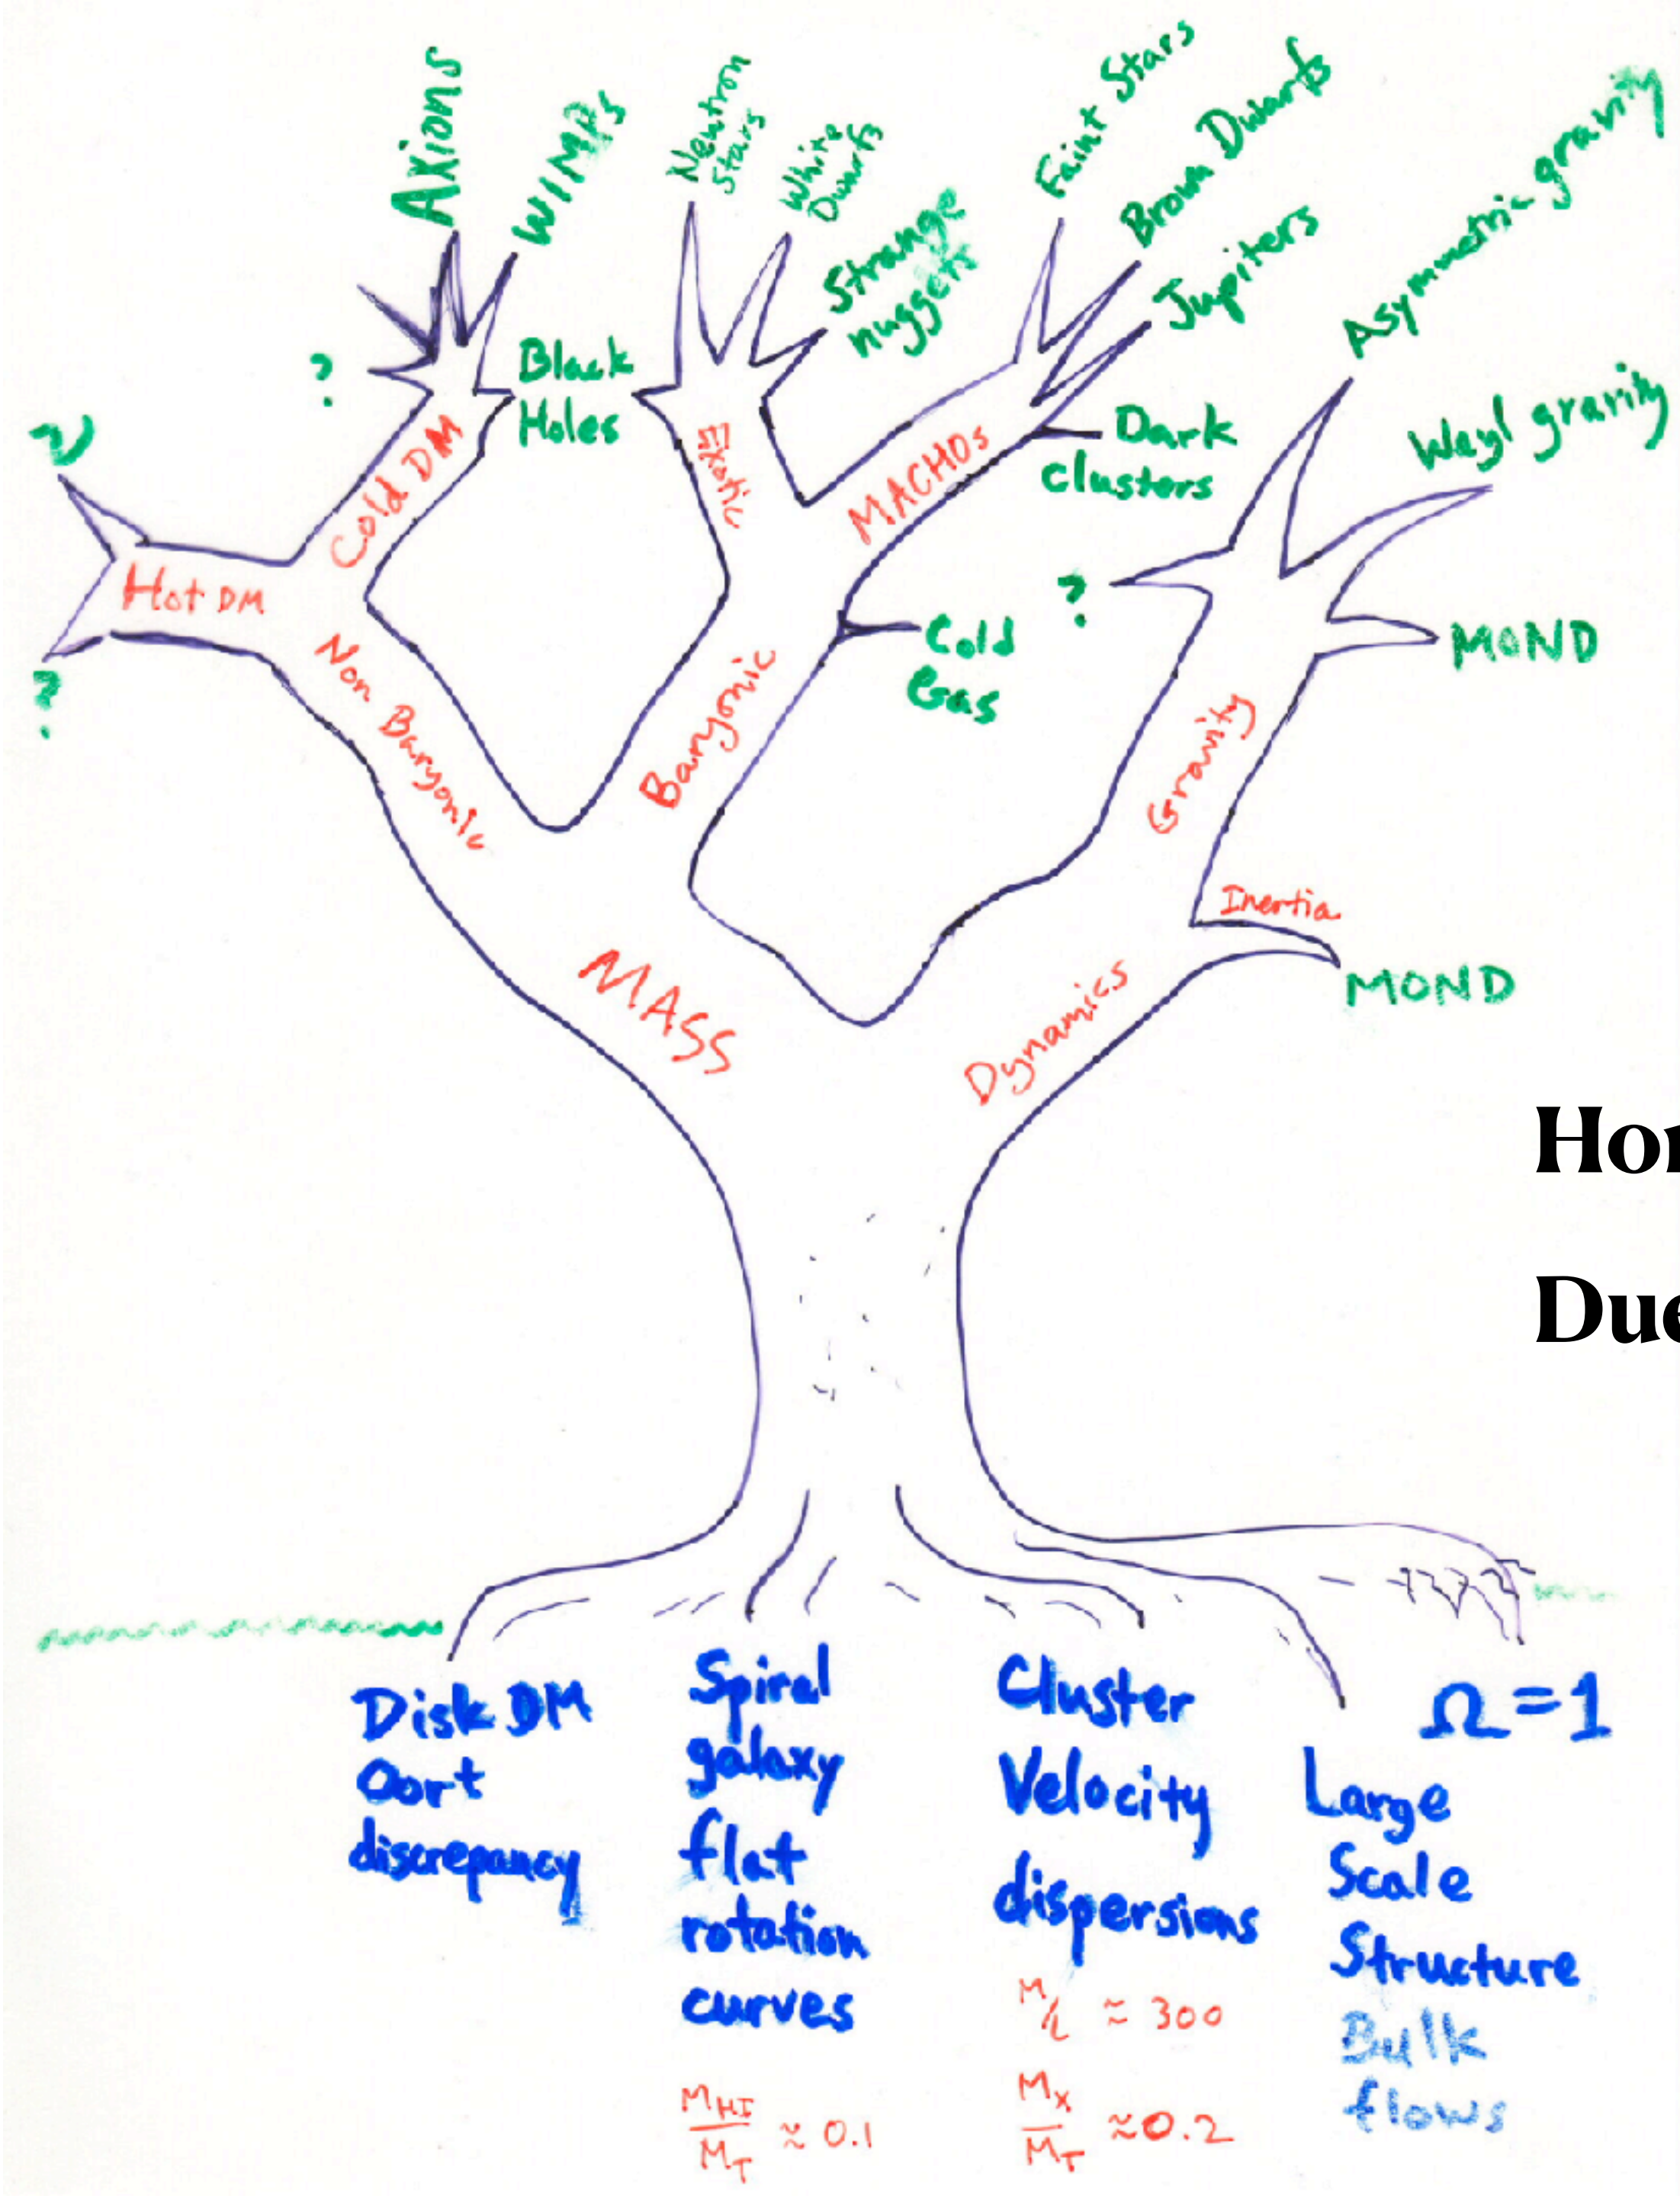 Axions
WIMPs
Neutron
Stars
White
Dwarfs
Strange
nuggets
Faint Stars
Brown Dwarfs
Jupiters
Asymmetric gravity
Weyl gravity
?
Black
Holes
ν
Cold DM
Exotic
MACHOs
Dark
clusters
Hot DM
?
?
Cold
Gas
MOND
Non Baryonic
Baryonic
Gravity
Inertia
MOND
MASS
Dynamics
Hor
Due
Disk DM
Oort
discrepancy
Spiral
galaxy
flat
rotation
curves
M_HI / M_T ≈ 0.1
Cluster
Velocity
dispersions
M/L ≈ 300
M_X / M_T ≈ 0.2
Ω = 1
Large
Scale
Structure
Bulk
flows